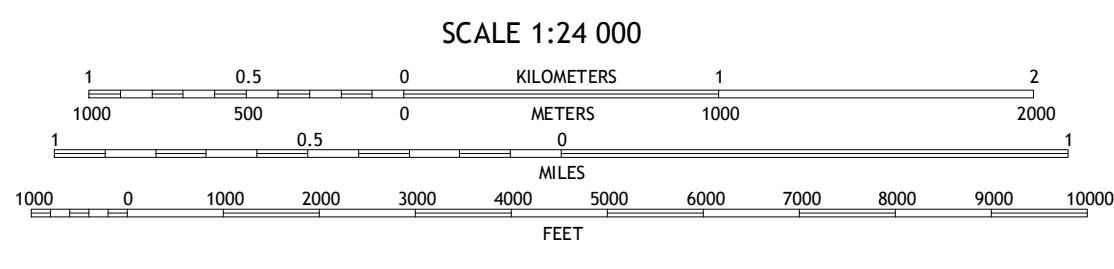 SCALE 1:24 000
1 0.5 0 KILOMETERS 1 2
1000 500 0 METERS 1000 2000
1 0.5 0 1
MILES
1000 0 1000 2000 3000 4000 5000 6000 7000 8000 9000 10000
FEET